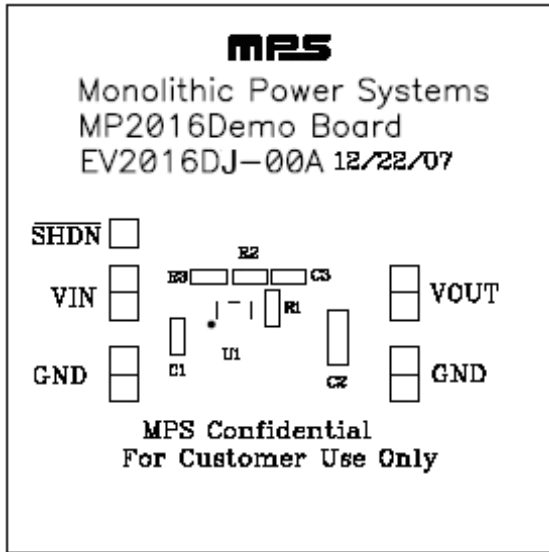 mps
Monolithic Power Systems
MP2016Demo Board
EV2016DJ-00A 12/22/07
SHDN
R2
R3 C3
VIN R1 VOUT
C1 U1
GND C2 GND
MPS Confidential
For Customer Use Only